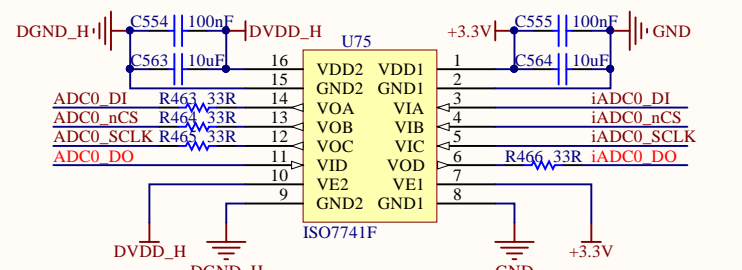 C554 100nF C555 100nF
DGND_H DVDD_H +3.3V GND
U75
C563 10uF C564 10uF
16 VDD2 VDD1 1
15 GND2 GND1 2
ADC0_DI R463 33R 14 VOA VIA 3 iADC0_DI
ADC0_nCS R464 33R 13 VOB VIB 4 iADC0_nCS
ADC0_SCLK R465 33R 12 VOC VIC 5 iADC0_SCLK
ADC0_DO 11 VID VOD 6 R466 33R iADC0_DO
10 VE2 VE1 7
9 GND2 GND1 8
ISO7741F
DVDD_H +3.3V
DGND_H GND